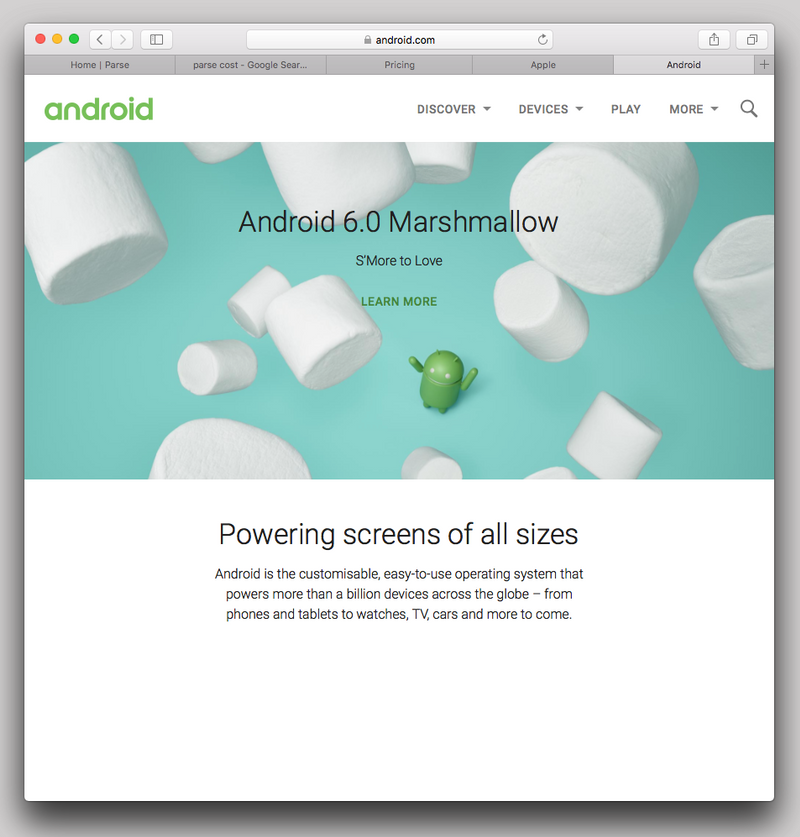 android.com
Home | Parse
parse cost - Google Sear...
Pricing
Apple
Android
android
DISCOVER
DEVICES
PLAY
MORE
Android 6.0 Marshmallow
S'More to Love
LEARN MORE
Powering screens of all sizes
Android is the customisable, easy-to-use operating system that
powers more than a billion devices across the globe – from
phones and tablets to watches, TV, cars and more to come.